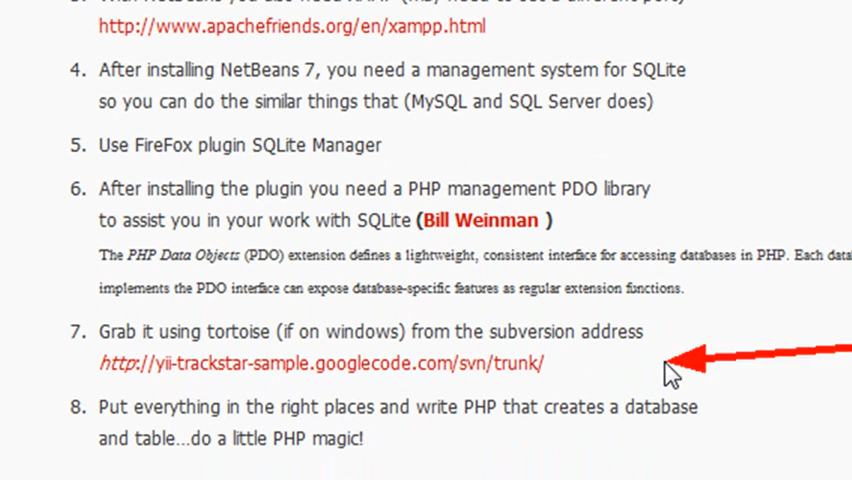 http://www.apachefriends.org/en/xampp.html
4. After installing NetBeans 7, you need a management system for SQLite
so you can do the similar things that (MySQL and SQL Server does)
5. Use FireFox plugin SQLite Manager
6. After installing the plugin you need a PHP management PDO library
to assist you in your work with SQLite (Bill Weinman )
The PHP Data Objects (PDO) extension defines a lightweight, consistent interface for accessing databases in PHP. Each
implements the PDO interface can expose database-specific features as regular extension functions.
7. Grab it using tortoise (if on windows) from the subversion address
http://yii-trackstar-sample.googlecode.com/svn/trunk/
8. Put everything in the right places and write PHP that creates a database
and table...do a little PHP magic!